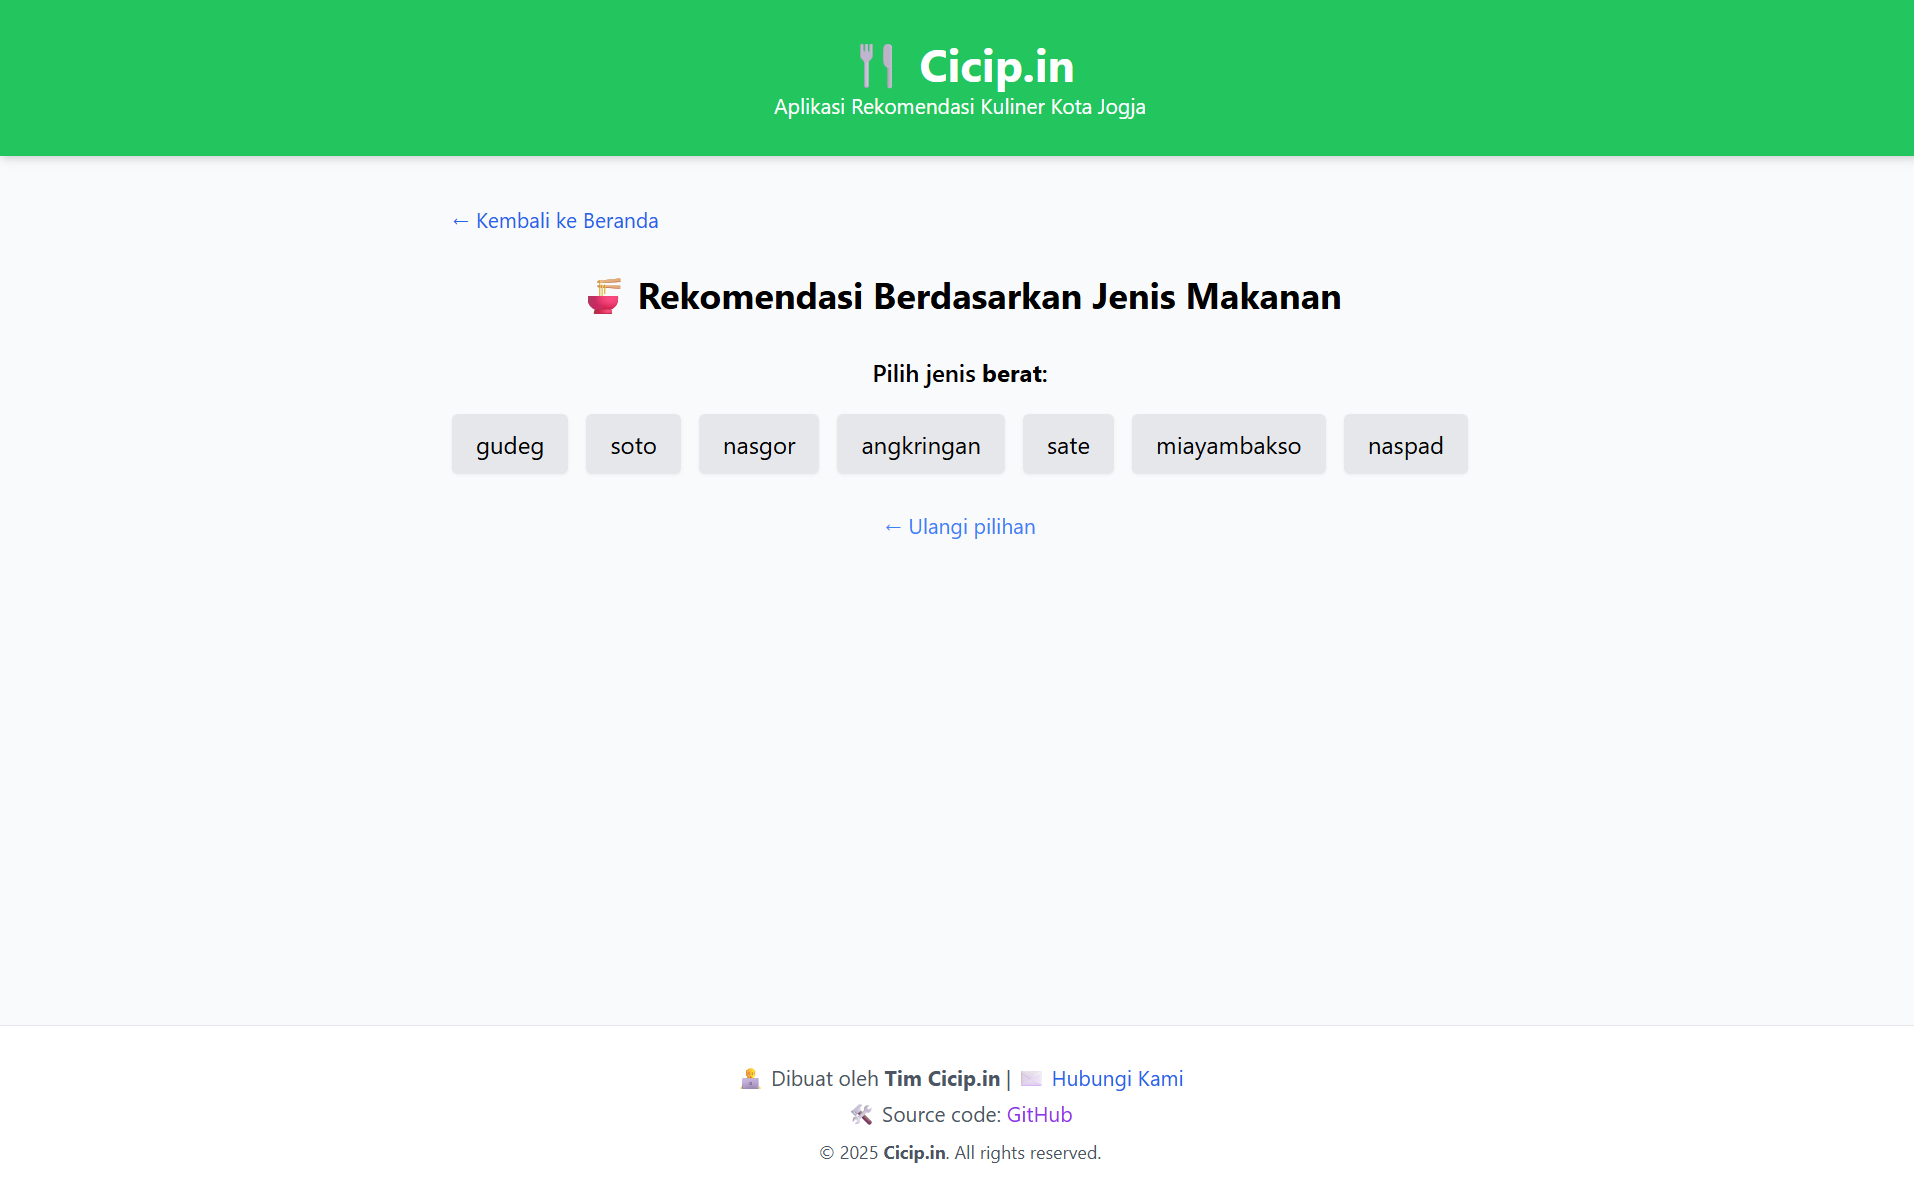 🍴 Cicip.in
Aplikasi Rekomendasi Kuliner Kota Jogja
← Kembali ke Beranda
🍜 Rekomendasi Berdasarkan Jenis Makanan
Pilih jenis berat:
gudeg soto nasgor angkringan sate miayambakso naspad
← Ulangi pilihan
🧑‍💻 Dibuat oleh Tim Cicip.in | ✉️ Hubungi Kami
🛠️ Source code: GitHub
© 2025 Cicip.in. All rights reserved.